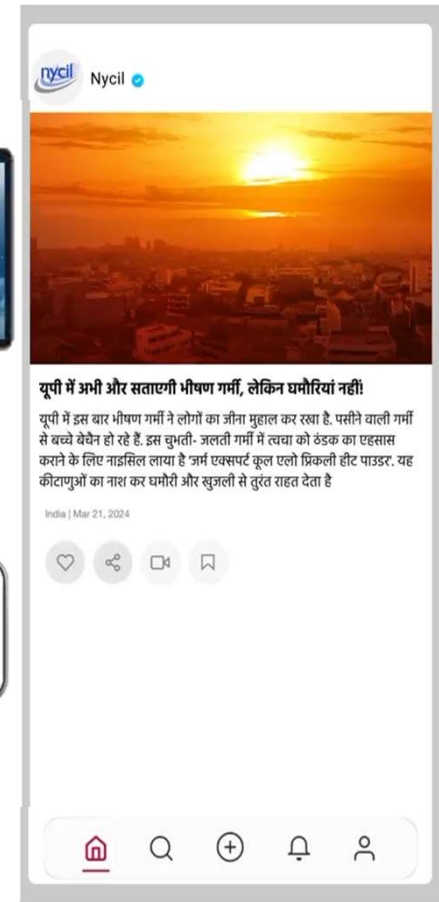 nycil
Nycil
यूपी में अभी और सताएगी भीषण गर्मी, लेकिन घमौरियां नहीं!
यूपी में इस बार भीषण गर्मी ने लोगों का जीना मुहाल कर रखा है. पसीने वाली गर्मी
से बच्चे बेचैन हो रहे हैं. इस चुभती- जलती गर्मी में त्वचा को ठंडक का एहसास
कराने के लिए नाइसिल लाया है 'जर्म एक्सपर्ट कूल एलो प्रिकली हीट पाउडर'. यह
कीटाणुओं का नाश कर घमौरी और खुजली से तुरंत राहत देता है
India | Mar 21, 2024